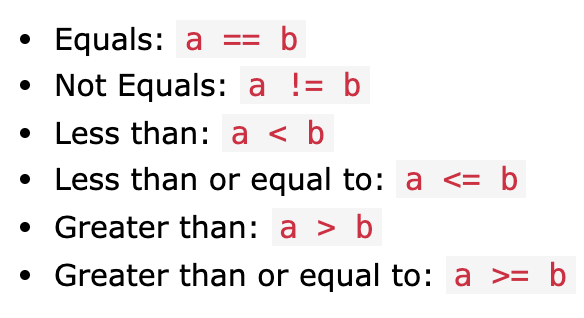 • Equals: a == b
• Not Equals: a != b
• Less than: a < b
• Less than or equal to: a <= b
• Greater than: a > b
• Greater than or equal to: a >= b